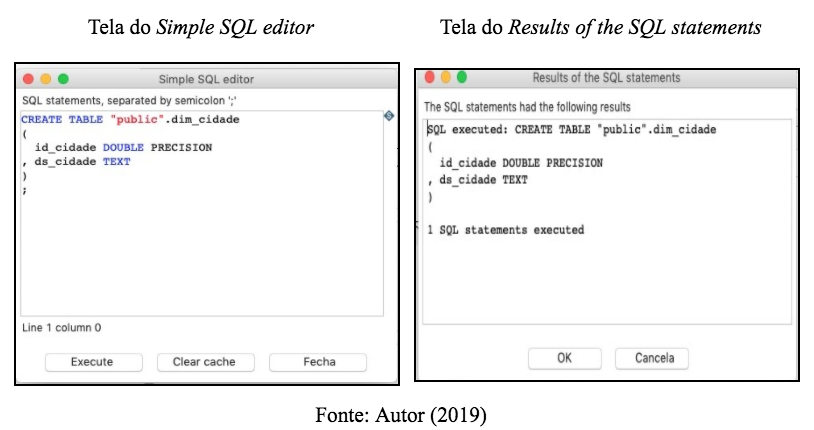 Tela do Simple SQL editor
Simple SQL editor
SQL statements, separated by semicolon ';'
CREATE TABLE "public".dim_cidade
(
  id_cidade DOUBLE PRECISION
, ds_cidade TEXT
)
;
Line 1 column 0
Execute
Clear cache
Fecha
Tela do Results of the SQL statements
Results of the SQL statements
The SQL statements had the following results
SQL executed: CREATE TABLE "public".dim_cidade
(
  id_cidade DOUBLE PRECISION
, ds_cidade TEXT
)
1 SQL statements executed
OK
Cancela
Fonte: Autor (2019)